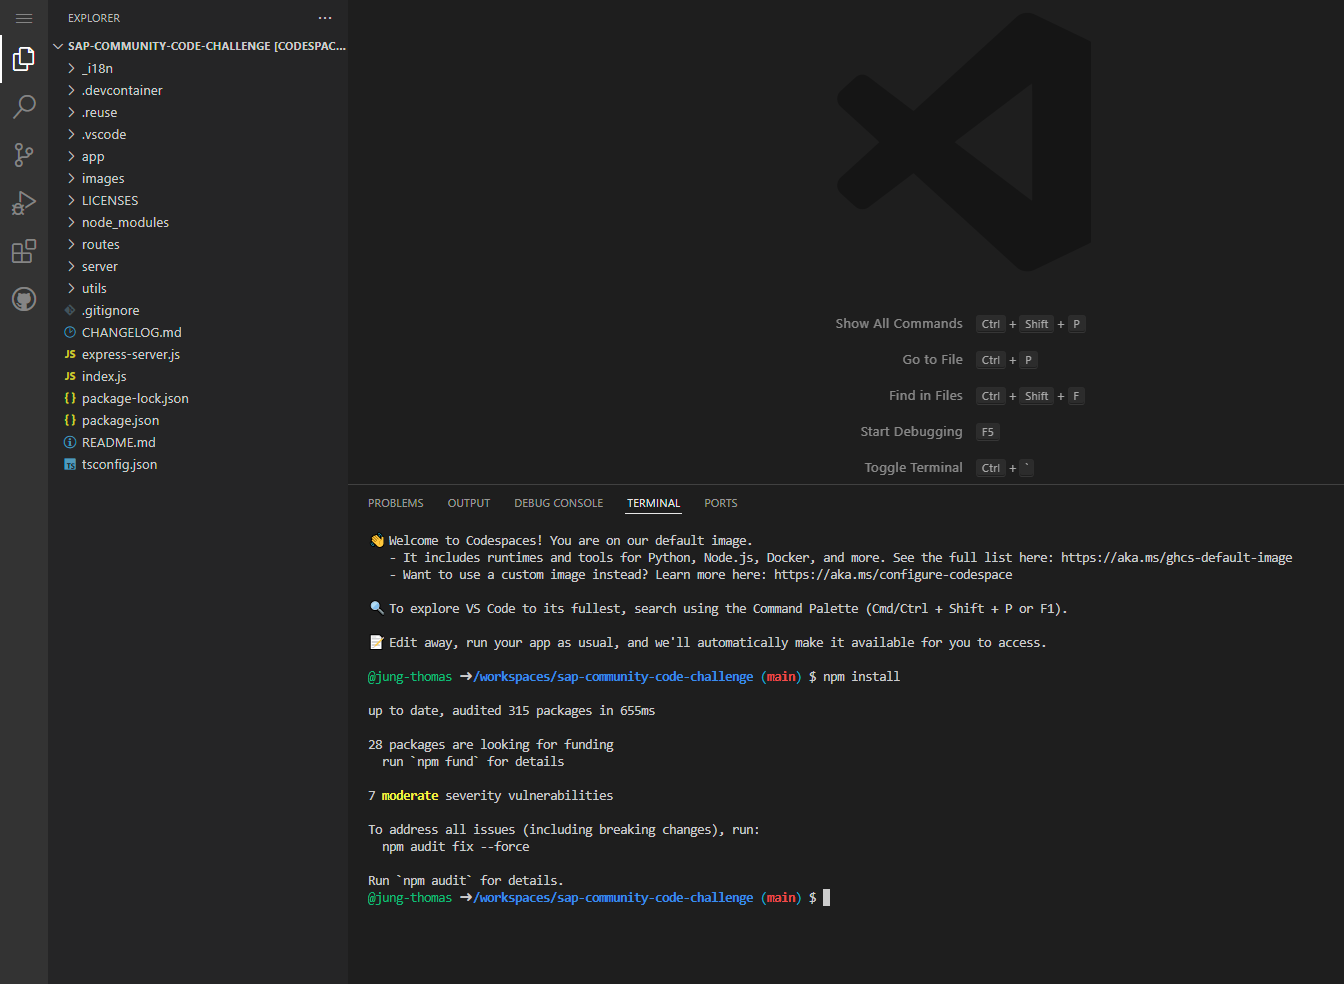 EXPLORER
SAP-COMMUNITY-CODE-CHALLENGE [CODESPAC...
_i18n
.devcontainer
.reuse
.vscode
app
images
LICENSES
node_modules
routes
server
utils
.gitignore
CHANGELOG.md
JS express-server.js
JS index.js
{} package-lock.json
{} package.json
README.md
TS tsconfig.json
Show All Commands Ctrl + Shift + P
Go to File Ctrl + P
Find in Files Ctrl + Shift + F
Start Debugging F5
Toggle Terminal Ctrl + `
PROBLEMS OUTPUT DEBUG CONSOLE TERMINAL PORTS
👋 Welcome to Codespaces! You are on our default image.
- It includes runtimes and tools for Python, Node.js, Docker, and more. See the full list here: https://aka.ms/ghcs-default-image
- Want to use a custom image instead? Learn more here: https://aka.ms/configure-codespace
🔍 To explore VS Code to its fullest, search using the Command Palette (Cmd/Ctrl + Shift + P or F1).
📝 Edit away, run your app as usual, and we'll automatically make it available for you to access.
@jung-thomas ➜/workspaces/sap-community-code-challenge (main) $ npm install
up to date, audited 315 packages in 655ms
28 packages are looking for funding
run `npm fund` for details
7 moderate severity vulnerabilities
To address all issues (including breaking changes), run:
npm audit fix --force
Run `npm audit` for details.
@jung-thomas ➜/workspaces/sap-community-code-challenge (main) $